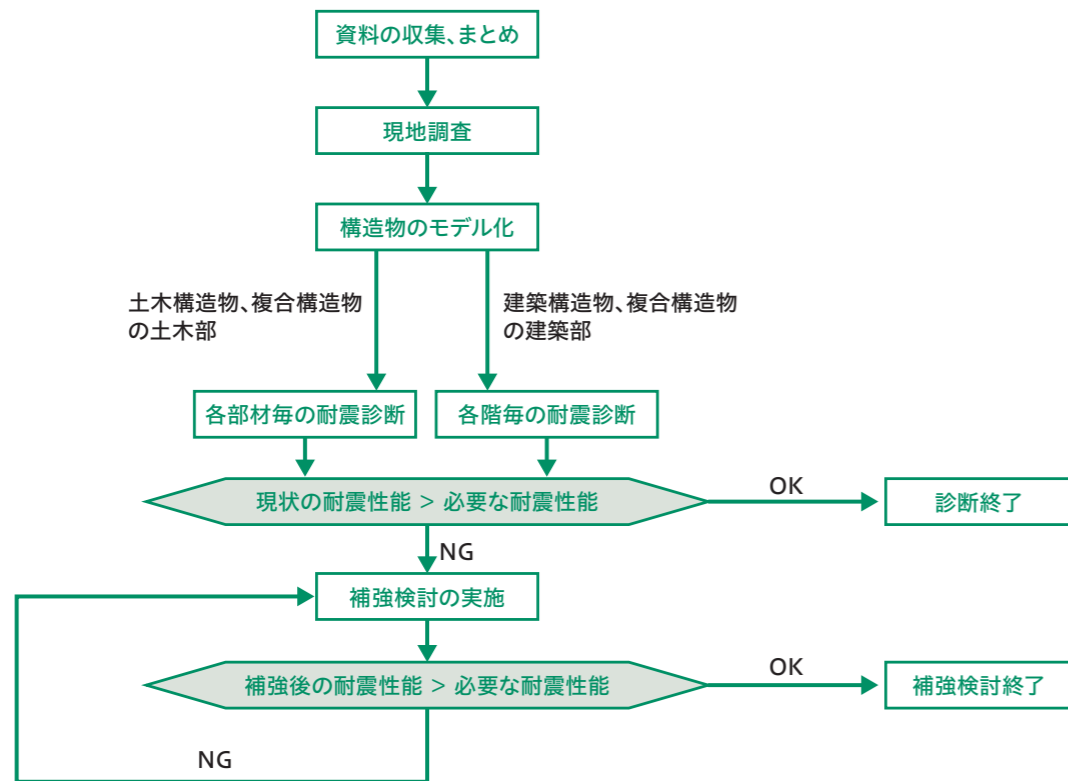 資料の収集、まとめ
現地調査
構造物のモデル化
土木構造物、複合構造物
の土木部
建築構造物、複合構造物
の建築部
各部材毎の耐震診断
各階毎の耐震診断
現状の耐震性能 > 必要な耐震性能
OK
診断終了
NG
補強検討の実施
補強後の耐震性能 > 必要な耐震性能
OK
補強検討終了
NG